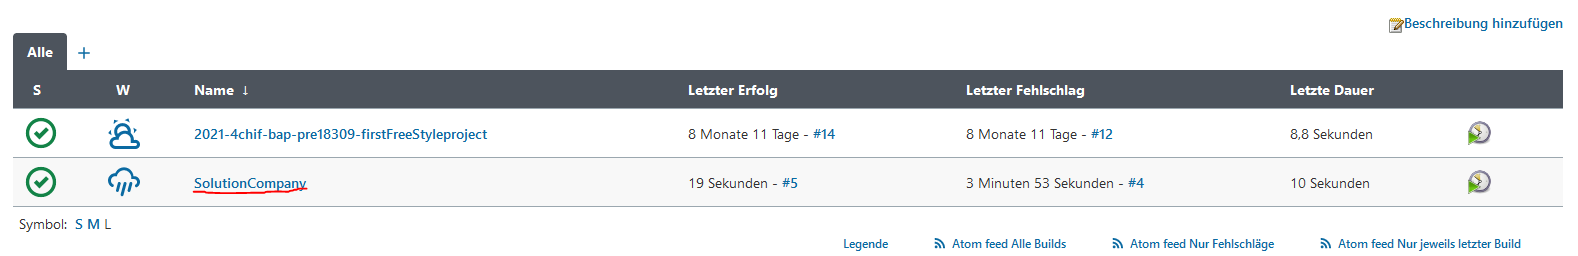 Beschreibung hinzufügen
Alle +
S W Name ↓ Letzter Erfolg Letzter Fehlschlag Letzte Dauer
2021-4chif-bap-pre18309-firstFreeStyleproject 8 Monate 11 Tage - #14 8 Monate 11 Tage - #12 8,8 Sekunden
SolutionCompany 19 Sekunden - #5 3 Minuten 53 Sekunden - #4 10 Sekunden
Symbol: S M L
Legende Atom feed Alle Builds Atom feed Nur Fehlschläge Atom feed Nur jeweils letzter Build